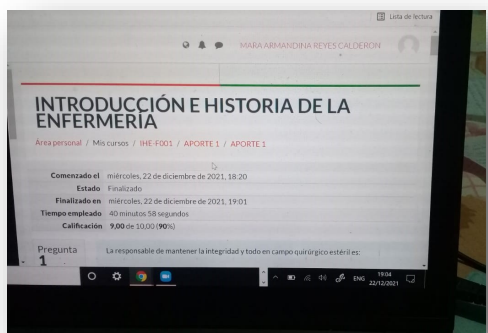 Lista de lectura
MARA ARMANDINA REYES CALDERON
INTRODUCCIÓN E HISTORIA DE LA
ENFERMERÍA
Área personal / Mis cursos / IHE-F001 / APORTE 1 / APORTE 1
Comenzado el miércoles, 22 de diciembre de 2021, 18:20
Estado Finalizado
Finalizado en miércoles, 22 de diciembre de 2021, 19:01
Tiempo empleado 40 minutos 58 segundos
Calificación 9,00 de 10,00 (90%)
Pregunta
1
La responsable de mantener la integridad y todo en campo quirúrgico estéril es:
ENG
19:04
22/12/2021